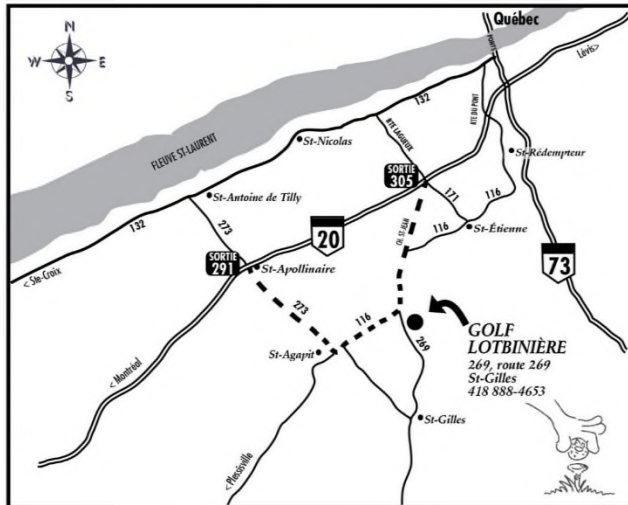 Québec
N
W E
S
PONTS
Lévis>
132
RTE LAGUEUX
RTE DU PONT
FLEUVE ST-LAURENT
St-Nicolas
St-Rédempteur
SORTIE
305
St-Antoine de Tilly
171
116
132
273
CH. ST-JEAN
116
St-Étienne
20
SORTIE
291
St-Apollinaire
73
<Ste-Croix
273
116
269
GOLF
LOTBINIÈRE
269, route 269
St-Gilles
418 888-4653
St-Agapit
<Montréal
St-Gilles
<Plessisville